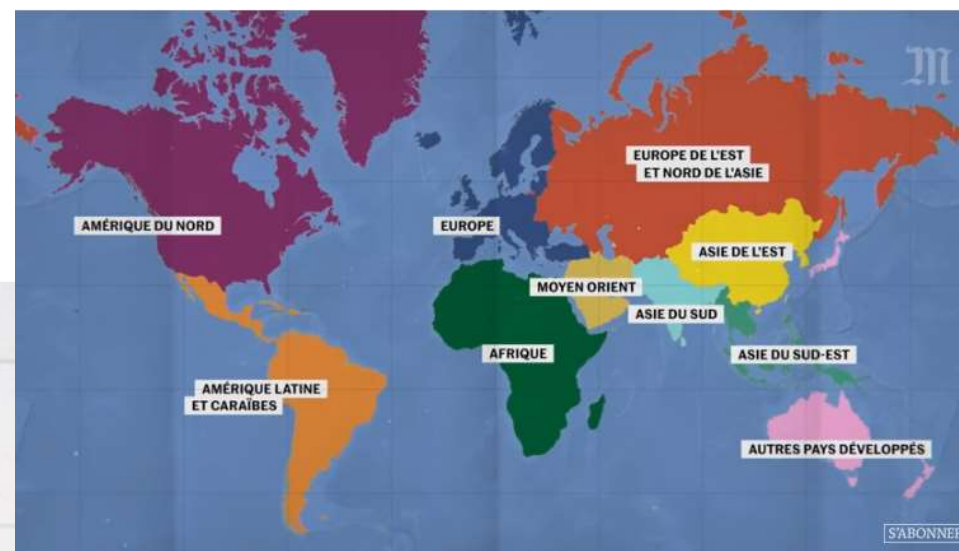 M
EUROPE DE L'EST
ET NORD DE L'ASIE
AMÉRIQUE DU NORD
EUROPE
ASIE DE L'EST
MOYEN ORIENT
ASIE DU SUD
AFRIQUE
ASIE DU SUD-EST
AMÉRIQUE LATINE
ET CARAÏBES
AUTRES PAYS DÉVELOPPÉS
S'ABONNER